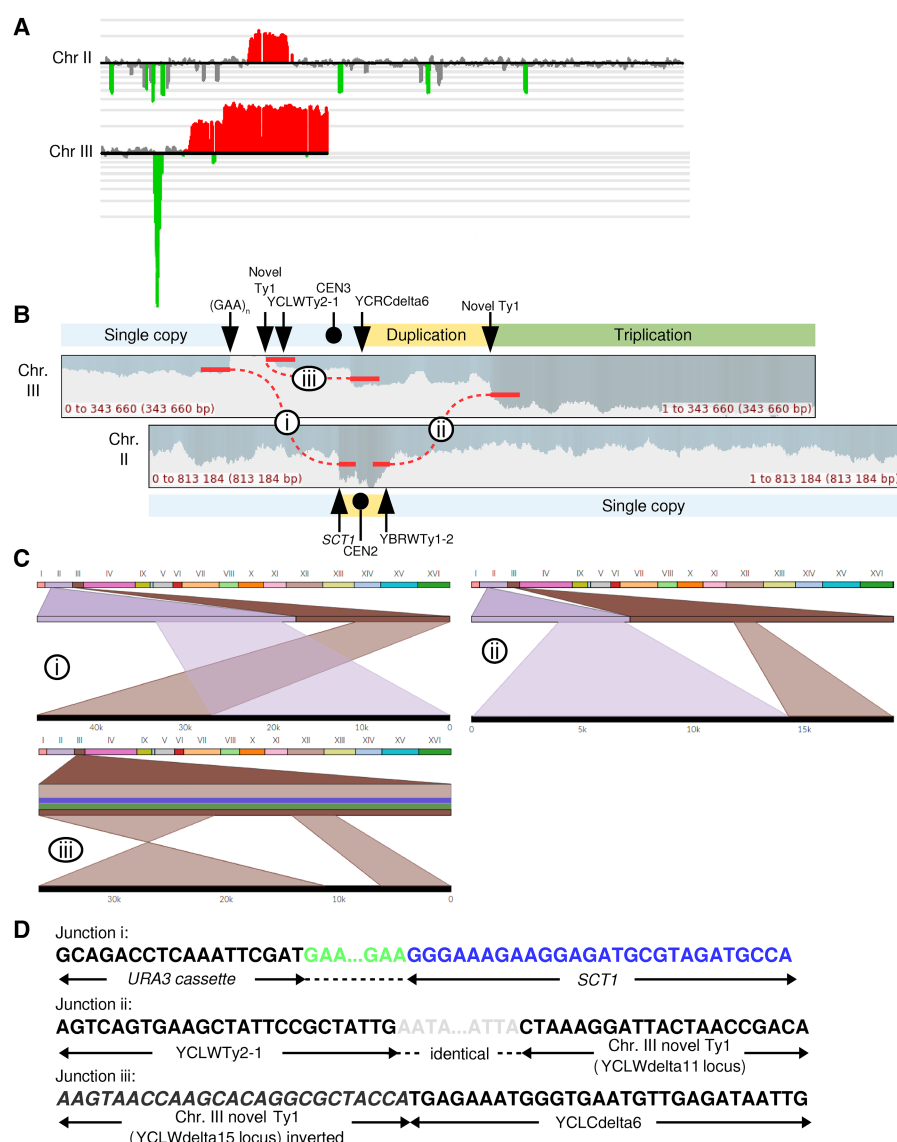 A
Chr II
Chr III
B
Novel
Ty1
CEN3
(GAA)n
YCLWTy2-1
YCRCdelta6
Novel Ty1
Single copy
Duplication
Triplication
Chr.
III
iii
0 to 343 660 (343 660 bp)
1 to 343 660 (343 660 bp)
i
ii
Chr.
II
0 to 813 184 (813 184 bp)
1 to 813 184 (813 184 bp)
Single copy
SCT1
CEN2
YBRWTy1-2
C
I II III IV IX V VI VII VIII X XI XII XIII XIV XV XVI
i
40k 30k 20k 10k 0
I II III IV IX V VI VII VIII X XI XII XIII XIV XV XVI
ii
0 5k 10k 15k
I II III IV IX V VI VII VIII X XI XII XIII XIV XV XVI
iii
30k 20k 10k 0
D
Junction i:
GCAGACCTCAAATTCGATGAA...GAAGGGAAAGAAGGAGATGCGTAGATGCCA
URA3 cassette
SCT1
Junction ii:
AGTCAGTGAAGCTATTCCGCTATTGAATA...ATTACTAAAGGATTACTAACCGACA
YCLWTy2-1
identical
Chr. III novel Ty1
(YCLWdelta11 locus)
Junction iii:
AAGTAACCAAGCACAGGCGCTACCATGAGAAATGGGTGAATGTTGAGATAATTG
Chr. III novel Ty1
(YCLWdelta15 locus) inverted
YCLCdelta6